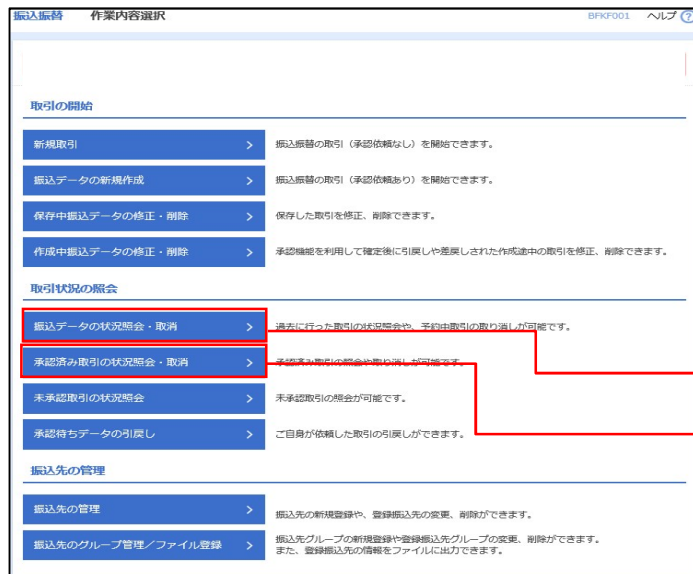 振込振替 作業内容選択 BFKF001 ヘルプ ?
取引の開始
新規取引 > 振込振替の取引（承認依頼なし）を開始できます。
振込データの新規作成 > 振込振替の取引（承認依頼あり）を開始できます。
保存中振込データの修正・削除 > 保存した取引を修正、削除できます。
作成中振込データの修正・削除 > 承認機能を利用して確定後に引戻しや差戻しされた作成途中の取引を修正、削除できます。
取引状況の照会
振込データの状況照会・取消 > 過去に行った取引の状況照会や、予約中取引の取り消しが可能です。
承認済み取引の状況照会・取消 > 承認済み取引の照会や取り消しが可能です。
未承認取引の状況照会 > 未承認取引の照会が可能です。
承認待ちデータの引戻し > ご自身が依頼した取引の引戻しができます。
振込先の管理
振込先の管理 > 振込先の新規登録や、登録振込先の変更、削除ができます。
振込先のグループ管理／ファイル登録 > 振込先グループの新規登録や登録振込先グループの変更、削除ができます。
また、登録振込先の情報をファイルに出力できます。